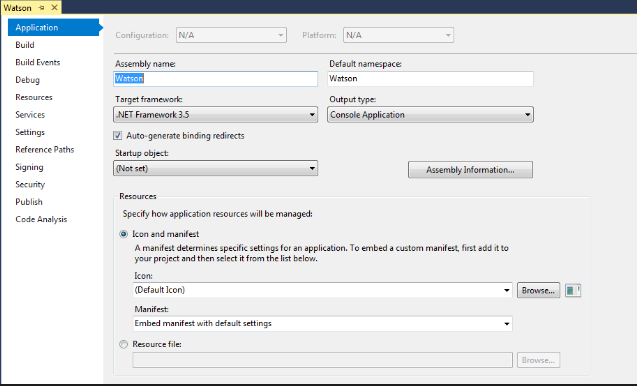 Watson
Application
Build
Build Events
Debug
Resources
Services
Settings
Reference Paths
Signing
Security
Publish
Code Analysis
Configuration: N/A Platform: N/A
Assembly name: Default namespace:
Watson Watson
Target framework: Output type:
.NET Framework 3.5 Console Application
Auto-generate binding redirects
Startup object:
(Not set) Assembly Information...
Resources
Specify how application resources will be managed:
Icon and manifest
A manifest determines specific settings for an application. To embed a custom manifest, first add it to
your project and then select it from the list below.
Icon:
(Default Icon) Browse...
Manifest:
Embed manifest with default settings
Resource file:
Browse...